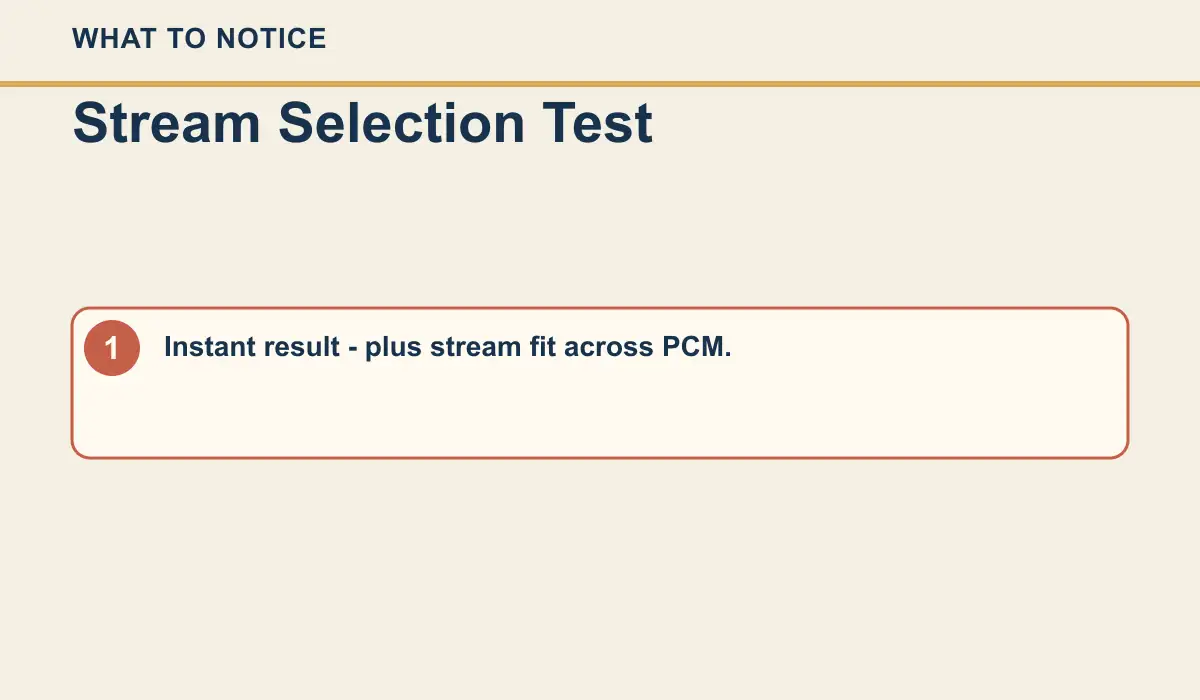 WHAT TO NOTICE
Stream Selection Test
1 Instant result - plus stream fit across PCM.